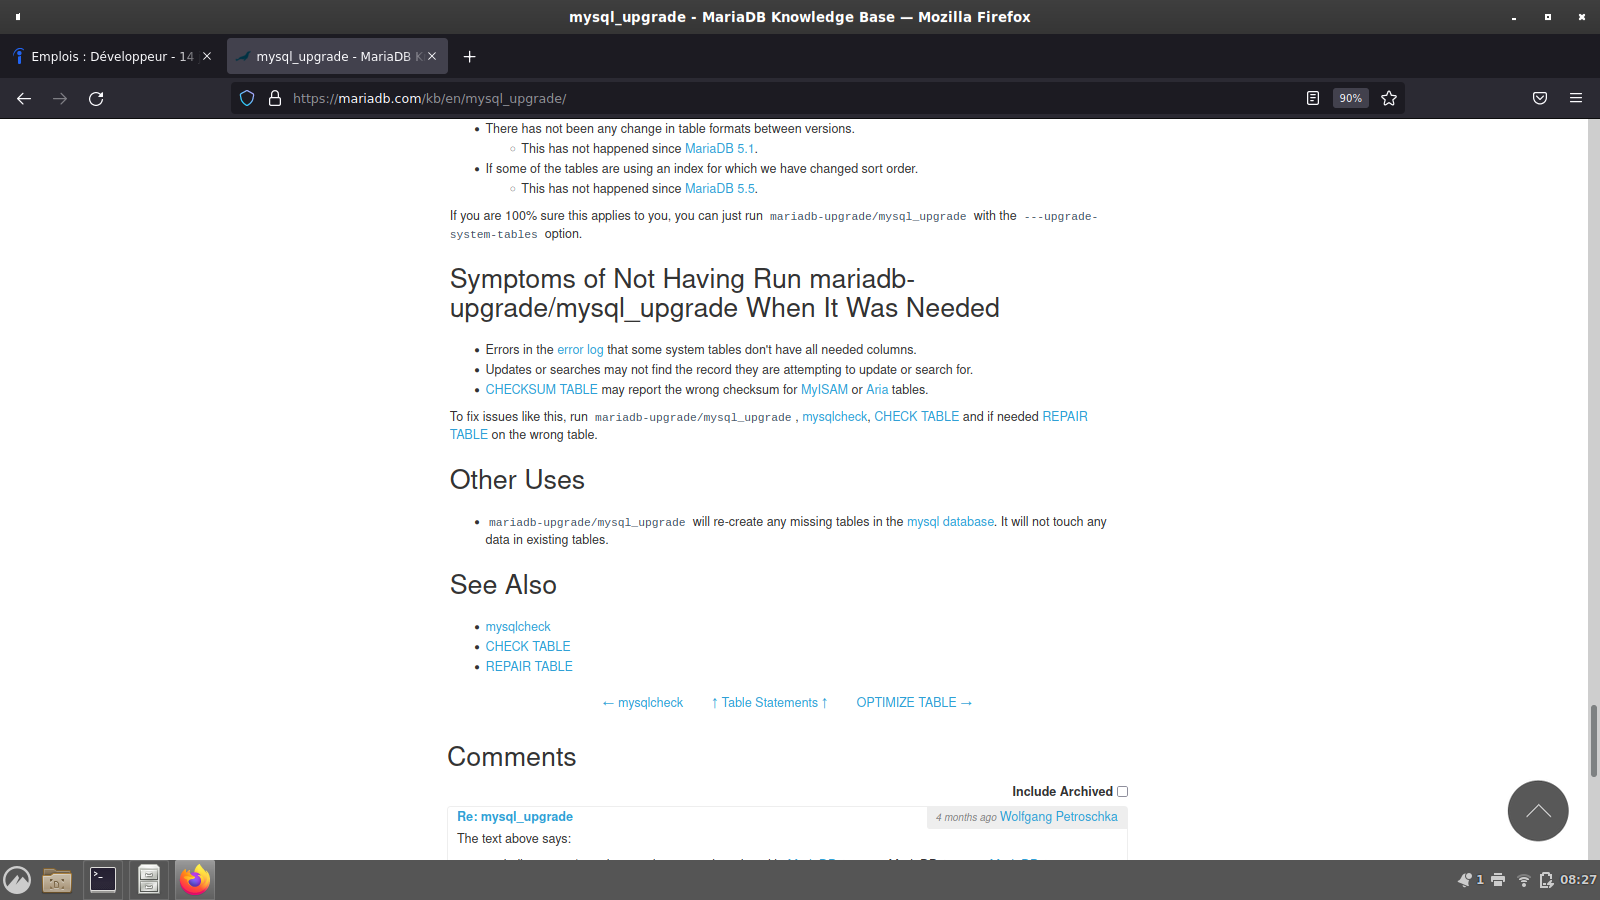 mysql_upgrade - MariaDB Knowledge Base — Mozilla Firefox
Emplois : Développeur - 14
mysql_upgrade - MariaDB K
https://mariadb.com/kb/en/mysql_upgrade/
90%
• There has not been any change in table formats between versions.
○ This has not happened since MariaDB 5.1.
• If some of the tables are using an index for which we have changed sort order.
○ This has not happened since MariaDB 5.5.
If you are 100% sure this applies to you, you can just run mariadb-upgrade/mysql_upgrade with the ---upgrade-
system-tables option.
Symptoms of Not Having Run mariadb-
upgrade/mysql_upgrade When It Was Needed
• Errors in the error log that some system tables don't have all needed columns.
• Updates or searches may not find the record they are attempting to update or search for.
• CHECKSUM TABLE may report the wrong checksum for MyISAM or Aria tables.
To fix issues like this, run mariadb-upgrade/mysql_upgrade , mysqlcheck, CHECK TABLE and if needed REPAIR
TABLE on the wrong table.
Other Uses
• mariadb-upgrade/mysql_upgrade will re-create any missing tables in the mysql database. It will not touch any
data in existing tables.
See Also
• mysqlcheck
• CHECK TABLE
• REPAIR TABLE
← mysqlcheck ↑ Table Statements ↑ OPTIMIZE TABLE →
Comments
Include Archived
Re: mysql_upgrade
4 months ago Wolfgang Petroschka
The text above says:
1
08:27